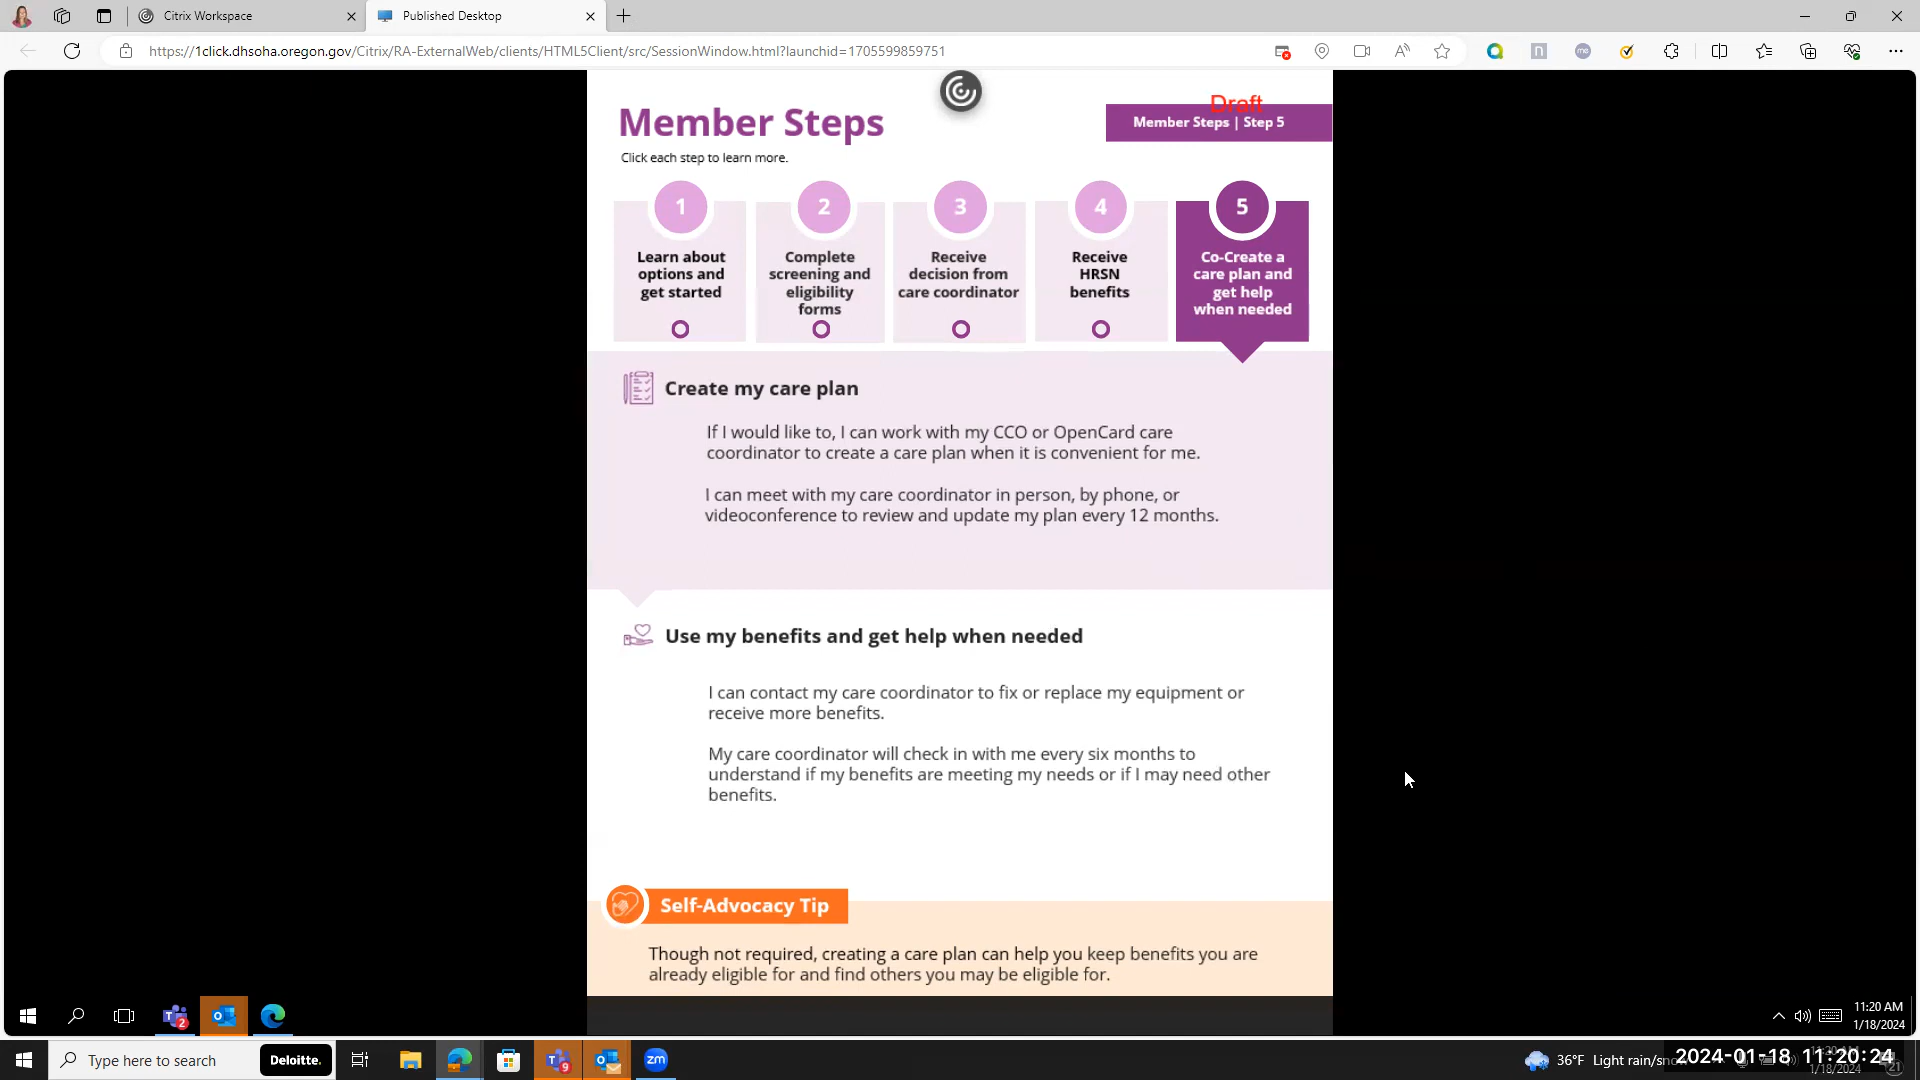 Citrix Workspace
Published Desktop
https://1click.dhsoha.oregon.gov/Citrix/RA-ExternalWeb/clients/HTML5Client/src/SessionWindow.html?launchid=1705599859751
Member Steps
Draft
Member Steps | Step 5
Click each step to learn more.
1
2
3
4
5
Learn about
options and
get started
Complete
screening and
eligibility
forms
Receive
decision from
care coordinator
Receive
HRSN
benefits
Co-Create a
care plan and
get help
when needed
Create my care plan
If I would like to, I can work with my CCO or OpenCard care
coordinator to create a care plan when it is convenient for me.
I can meet with my care coordinator in person, by phone, or
videoconference to review and update my plan every 12 months.
Use my benefits and get help when needed
I can contact my care coordinator to fix or replace my equipment or
receive more benefits.
My care coordinator will check in with me every six months to
understand if my benefits are meeting my needs or if I may need other
benefits.
Self-Advocacy Tip
Though not required, creating a care plan can help you keep benefits you are
already eligible for and find others you may be eligible for.
2
11:20 AM
1/18/2024
Type here to search
Deloitte.
9
zm
36°F Light rain/sno
2024-01-18 11:20:24
1/18/2024
21